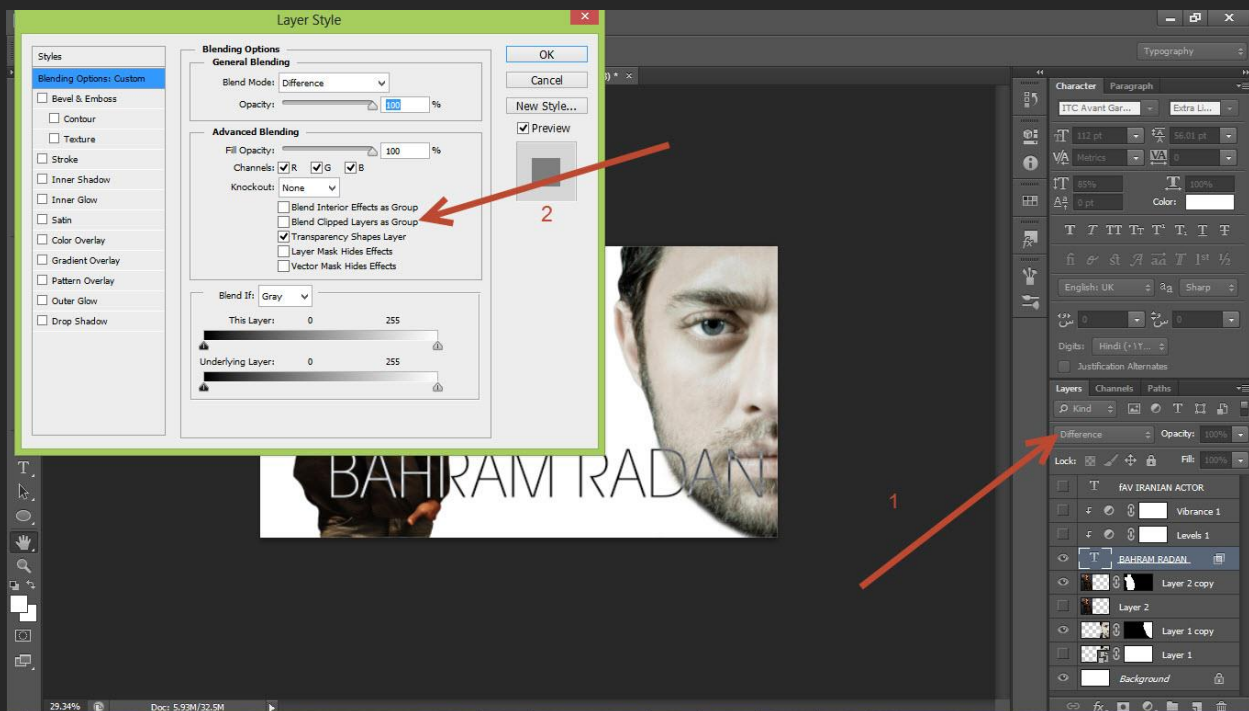 Layer Style
Styles
Blending Options: Custom
Bevel & Emboss
Contour
Texture
Stroke
Inner Shadow
Inner Glow
Satin
Color Overlay
Gradient Overlay
Pattern Overlay
Outer Glow
Drop Shadow
Blending Options
General Blending
Blend Mode: Difference
Opacity: 100 %
Advanced Blending
Fill Opacity: 100 %
Channels: R G B
Knockout: None
Blend Interior Effects as Group
Blend Clipped Layers as Group
Transparency Shapes Layer
Layer Mask Hides Effects
Vector Mask Hides Effects
Blend If: Gray
This Layer: 0 255
Underlying Layer: 0 255
OK
Cancel
New Style...
Preview
2
BAHRAM RADAN
1
Typography
Character Paragraph
ITC Avant Gar... Extra Li...
112 pt 56.01 pt
Metrics 0
85% 100%
0 pt Color:
English: UK Sharp
0 0
Digits: Hindi (٠١٢...
Justification Alternates
Layers Channels Paths
Kind
Difference Opacity: 100%
Lock: Fill: 100%
fAV IRANIAN ACTOR
Vibrance 1
Levels 1
BAHRAM RADAN
Layer 2 copy
Layer 2
Layer 1 copy
Layer 1
Background
29.34% Doc: 5.93M/32.5M